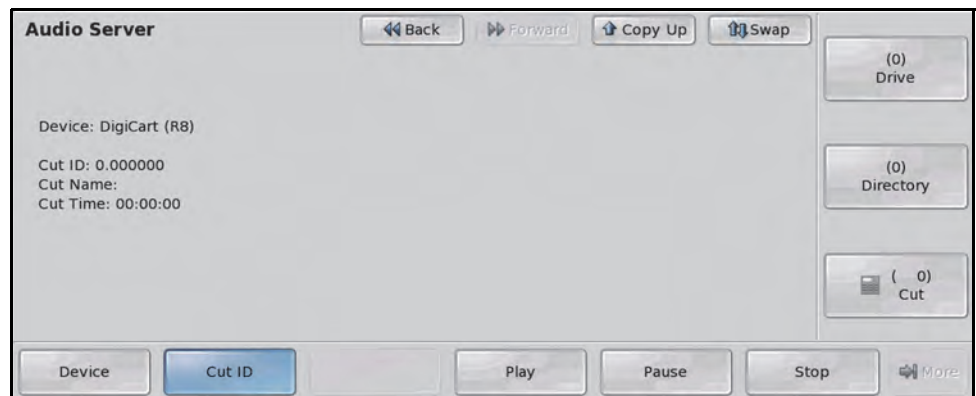 Audio Server
Back
Forward
Copy Up
Swap
(0)
Drive
Device: DigiCart (R8)
Cut ID: 0.000000
Cut Name:
Cut Time: 00:00:00
(0)
Directory
( 0)
Cut
Device
Cut ID
Play
Pause
Stop
More